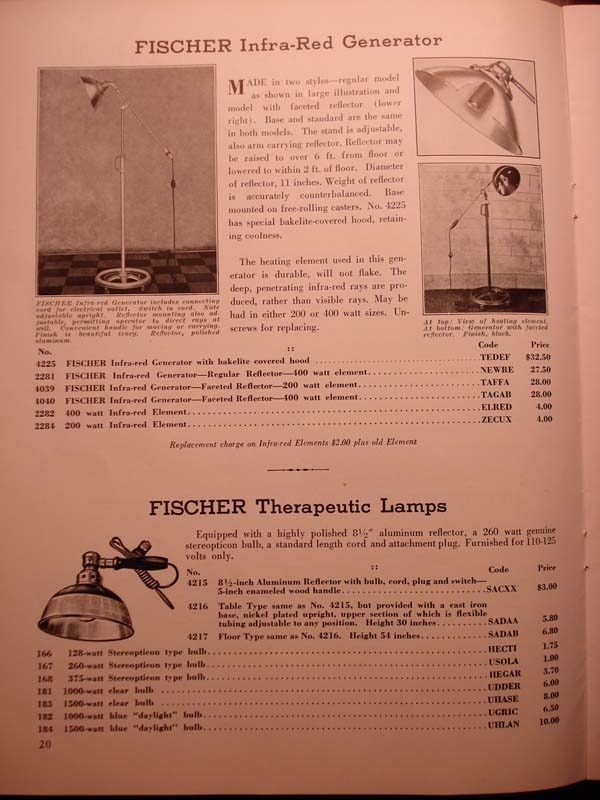 FISCHER Infra-Red Generator
MADE in two styles—regular model
as shown in large illustration and
model with faceted reflector (lower
right). Base and standard are the same
in both models. The stand is adjustable,
also arm carrying reflector. Reflector may
be raised to over 6 ft. from floor or
lowered to within 2 ft. of floor. Diameter
of reflector, 11 inches. Weight of reflector
is accurately counterbalanced. Base
mounted on free-rolling casters. No. 4225
has special bakelite-covered hood, retain-
ing coolness.
The heating element used in this gen-
erator is durable, will not flake. The
deep, penetrating infra-red rays are pro-
duced, rather than visible rays. May be
had in either 200 or 400 watt sizes. Un-
screws for replacing.
FISCHER Infra-red Generator includes connecting
cord for electrical outlet. Switch in cord. Note
adjustable upright. Reflector mounting also ad-
justable, permitting operator to direct rays at
will. Convenient handle for moving or carrying.
Finish is beautiful ivory. Reflector, polished
aluminum.
At top: View of heating element.
At bottom: Generator with faceted
reflector. Finish, black.
No. :: Code Price
4225 FISCHER Infra-red Generator with bakelite covered hood ........ TEDEF $32.50
2281 FISCHER Infra-red Generator—Regular Reflector—400 watt element ........ NEWRE 27.50
4039 FISCHER Infra-red Generator—Faceted Reflector—200 watt element ........ TAFFA 28.00
4040 FISCHER Infra-red Generator—Faceted Reflector—400 watt element ........ TAGAB 28.00
2282 400 watt Infra-red Element ........ ELRED 4.00
2284 200 watt Infra-red Element ........ ZECUX 4.00
Replacement charge on Infra-red Elements $2.00 plus old Element
FISCHER Therapeutic Lamps
Equipped with a highly polished 8½" aluminum reflector, a 260 watt genuine
stereopticon bulb, a standard length cord and attachment plug. Furnished for 110-125
volts only.
No. :: Code Price
4215 8½-inch Aluminum Reflector with bulb, cord, plug and switch—
5-inch enameled wood handle ........ SACXX $3.00
4216 Table Type same as No. 4215, but provided with a cast iron
base, nickel plated upright, upper section of which is flexible
tubing adjustable to any position. Height 30 inches ........ SADAA 5.80
4217 Floor Type same as No. 4216. Height 54 inches ........ SADAB 6.80
166 128-watt Stereopticon type bulb ........ HECTI 1.75
167 260-watt Stereopticon type bulb ........ USOLA 1.00
168 375-watt Stereopticon type bulb ........ HEGAR 3.70
181 1000-watt clear bulb ........ UDDER 6.00
183 1500-watt clear bulb ........ UHASE 8.00
182 1000-watt blue "daylight" bulb ........ UGRIC 6.50
184 1500-watt blue "daylight" bulb ........ UHLAN 10.00
20